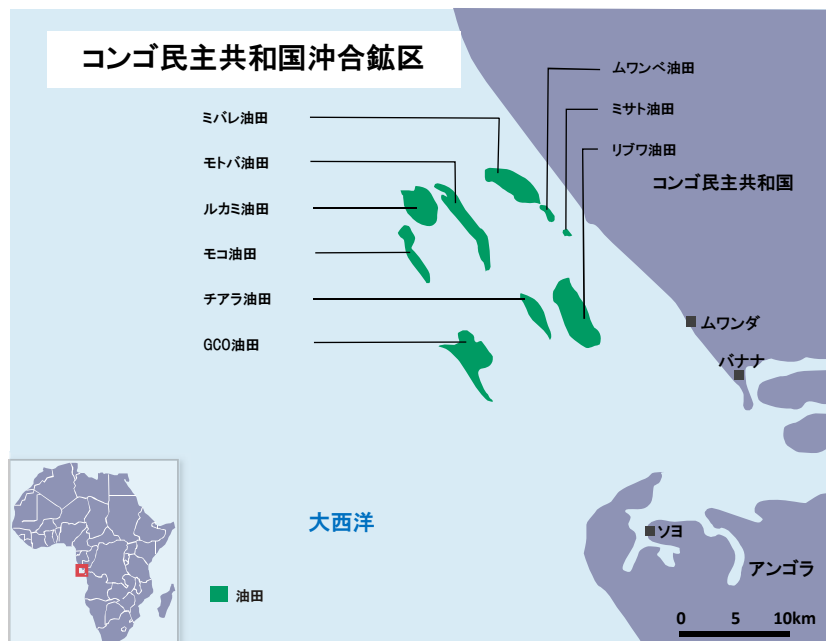 コンゴ民主共和国沖合鉱区
ムワンベ油田
ミバレ油田
ミサト油田
リブワ油田
モトバ油田
コンゴ民主共和国
ルカミ油田
モコ油田
チアラ油田
ムワンダ
GCO油田
バナナ
大西洋
ソヨ
アンゴラ
油田
0 5 10km